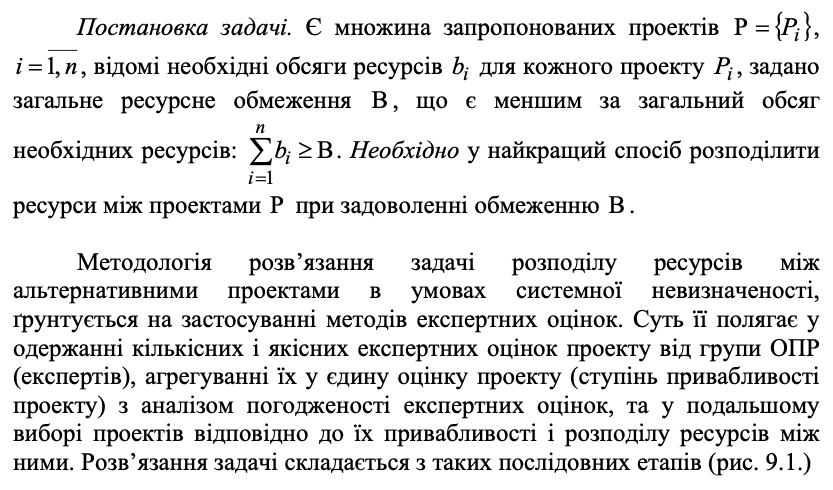 Постановка задачі. Є множина запропонованих проектів P = {Pᵢ},
i = 1, n, відомі необхідні обсяги ресурсів bᵢ для кожного проекту Pᵢ, задано
загальне ресурсне обмеження B, що є меншим за загальний обсяг
необхідних ресурсів: ∑ᵢ₌₁ⁿ bᵢ ≥ B. Необхідно у найкращий спосіб розподілити
ресурси між проектами P при задоволенні обмеженню B.
Методологія розв’язання задачі розподілу ресурсів між
альтернативними проектами в умовах системної невизначеності,
ґрунтується на застосуванні методів експертних оцінок. Суть її полягає у
одержанні кількісних і якісних експертних оцінок проекту від групи ОПР
(експертів), агрегуванні їх у єдину оцінку проекту (ступінь привабливості
проекту) з аналізом погодженості експертних оцінок, та у подальшому
виборі проектів відповідно до їх привабливості і розподілу ресурсів між
ними. Розв’язання задачі складається з таких послідовних етапів (рис. 9.1.)